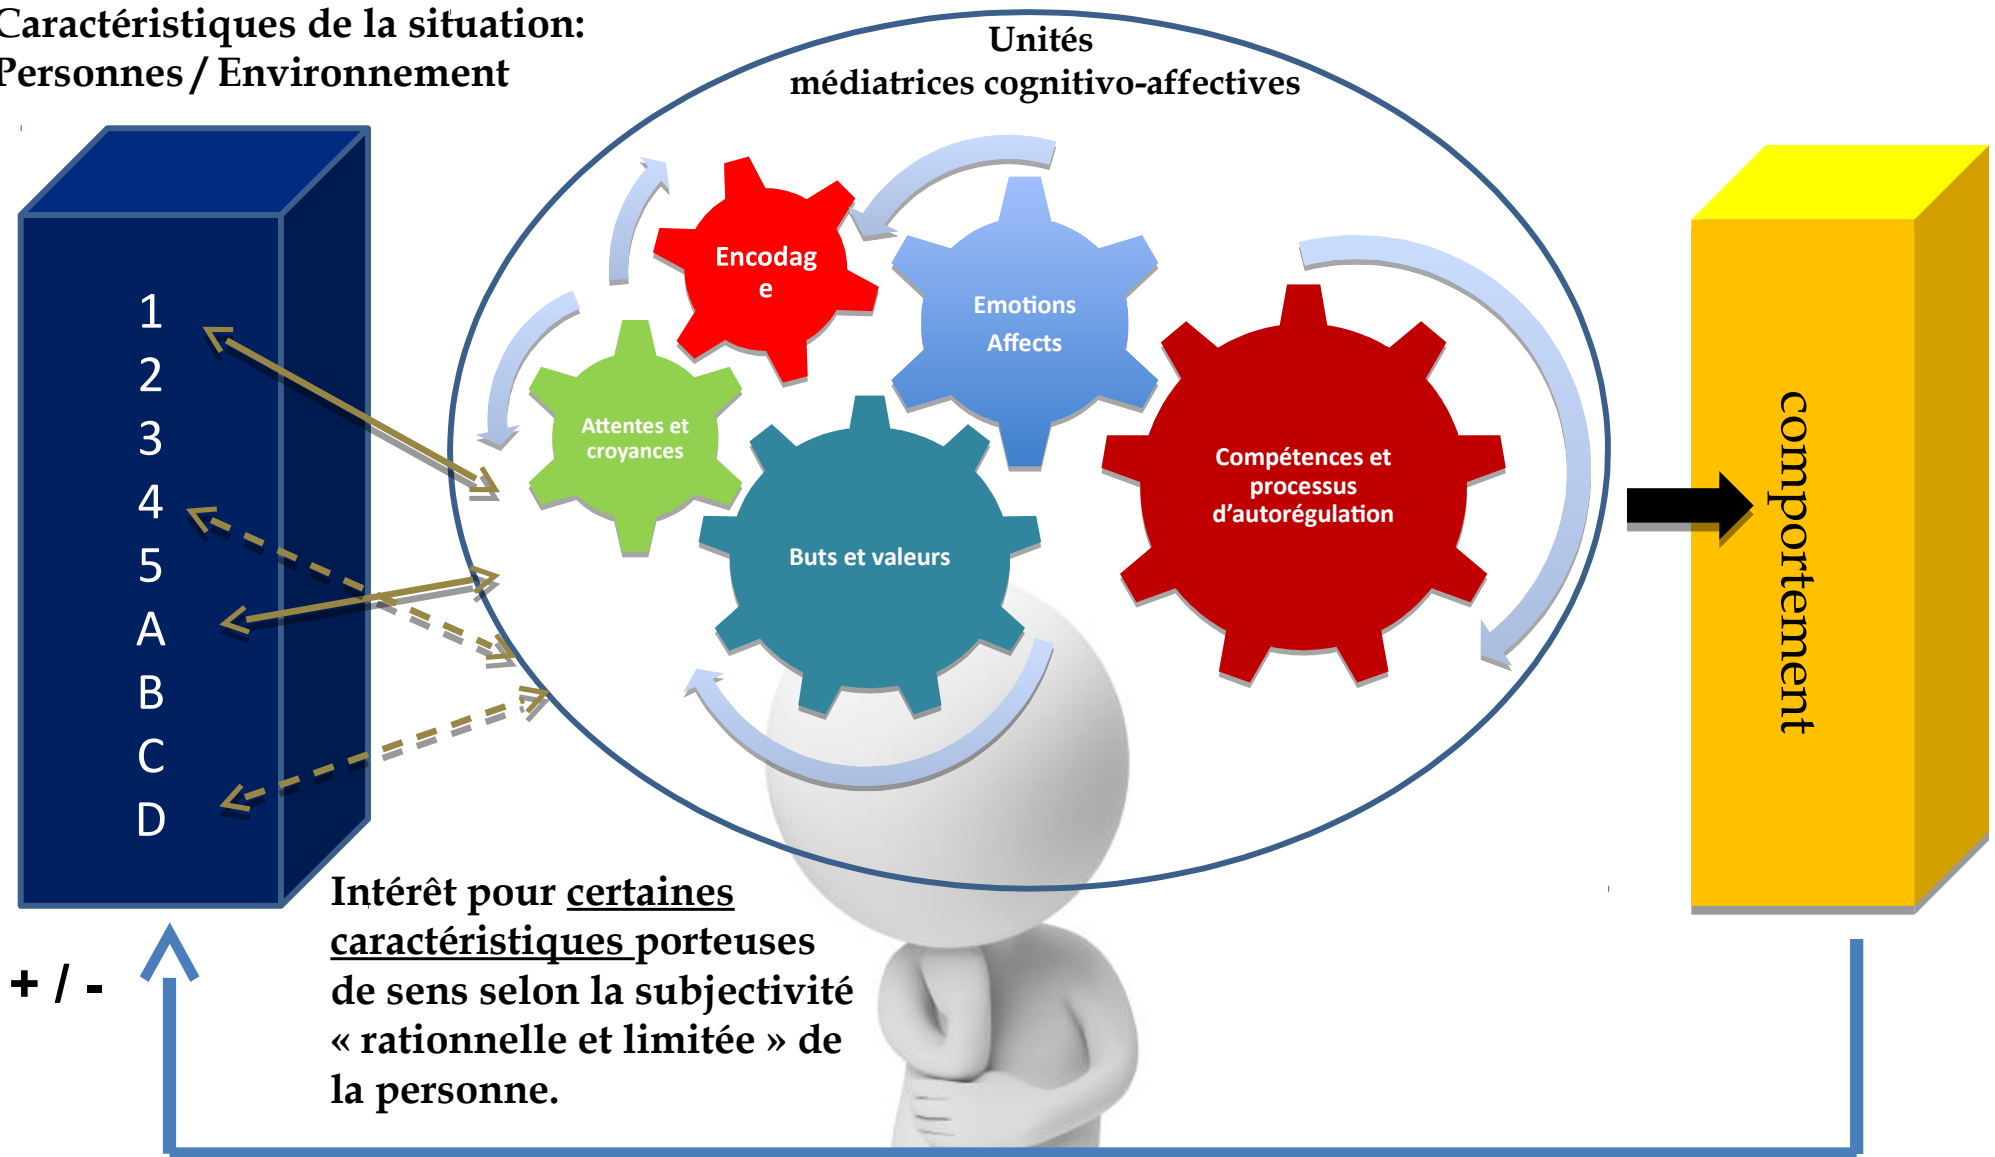 Caractéristiques de la situation:
Personnes / Environnement
Unités
médiatrices cognitivo-affectives
1
2
3
4
5
A
B
C
D
Encodag
e
Emotions
Affects
Attentes et
croyances
Buts et valeurs
Compétences et
processus
d’autorégulation
comportement
+ / -
Intérêt pour certaines
caractéristiques porteuses
de sens selon la subjectivité
« rationnelle et limitée » de
la personne.